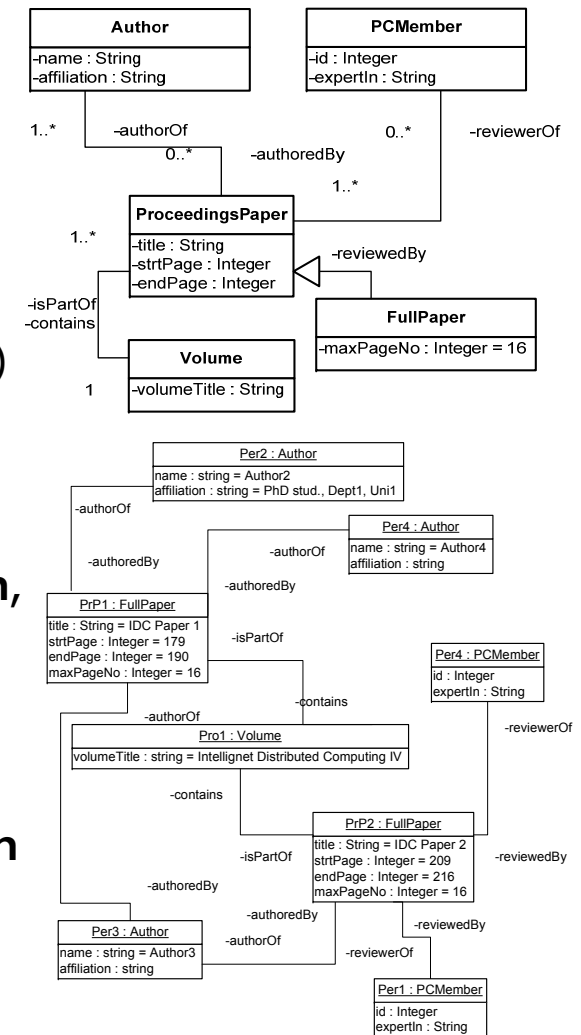 Author
-name : String
-affiliation : String
PCMember
-id : Integer
-expertIn : String
1..*
-authorOf
0..*
-authoredBy
0..*
-reviewerOf
1..*
ProceedingsPaper
-title : String
-strtPage : Integer
-endPage : Integer
1..*
-reviewedBy
-isPartOf
-contains
FullPaper
-maxPageNo : Integer = 16
)
Volume
-volumeTitle : String
1
Per2 : Author
name : string = Author2
affiliation : string = PhD stud., Dept1, Uni1
-authorOf
-authoredBy
Per4 : Author
name : string = Author4
affiliation : string
-authorOf
-authoredBy
n,
PrP1 : FullPaper
title : String = IDC Paper 1
strtPage : Integer = 179
endPage : Integer = 190
maxPageNo : Integer = 16
-isPartOf
Per4 : PCMember
id : Integer
expertIn : String
-contains
-authorOf
-reviewerOf
Pro1 : Volume
volumeTitle : string = Intellignet Distributed Computing IV
-contains
PrP2 : FullPaper
title : String = IDC Paper 2
strtPage : Integer = 209
endPage : Integer = 216
maxPageNo : Integer = 16
n
-isPartOf
-reviewedBy
-authoredBy
-authoredBy
-reviewedBy
Per3 : Author
name : string = Author3
affiliation : string
-authorOf
-reviewerOf
Per1 : PCMember
id : Integer
expertIn : String